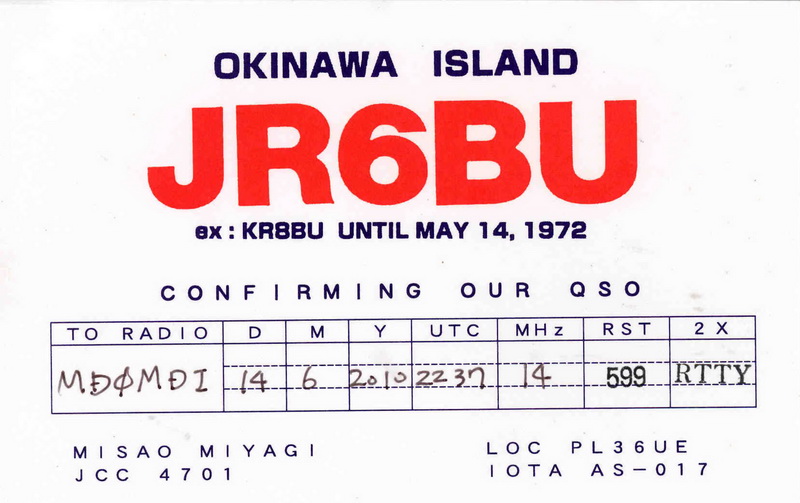 OKINAWA ISLAND
JR6BU
ex : KR8BU UNTIL MAY 14, 1972
CONFIRMING OUR QSO
TO RADIO D M Y UTC MHz RST 2X
MDØMDI 14 6 2010 2237 14 599 RTTY
MISAO MIYAGI LOC PL36UE
JCC 4701 IOTA AS-017